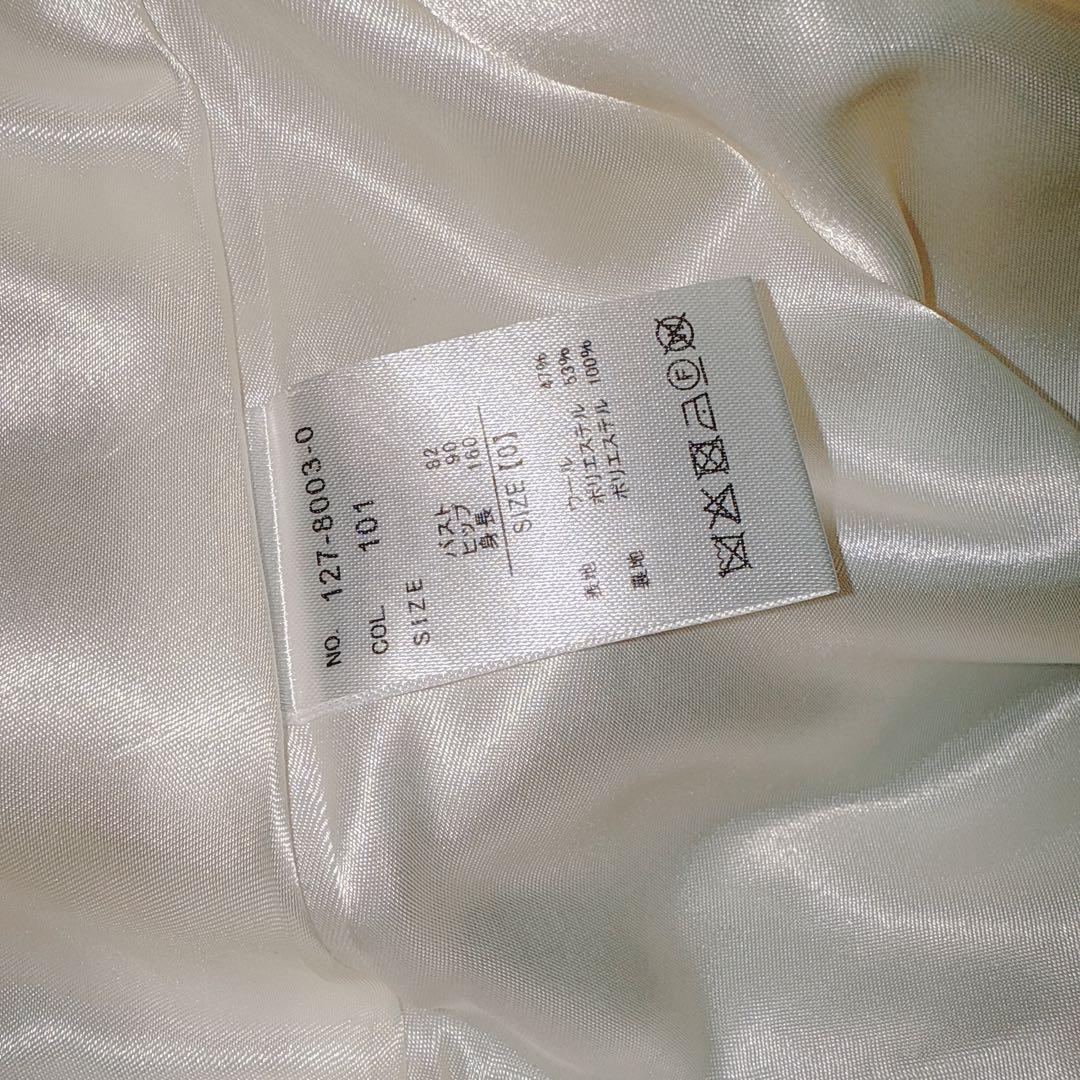 NO. 127-8003-0
COL. 101
SIZE
バスト 82
ヒップ 90
身長 160
SIZE【0】
表地 ウール 47%
ポリエステル 53%
裏地 ポリエステル 100%
F W